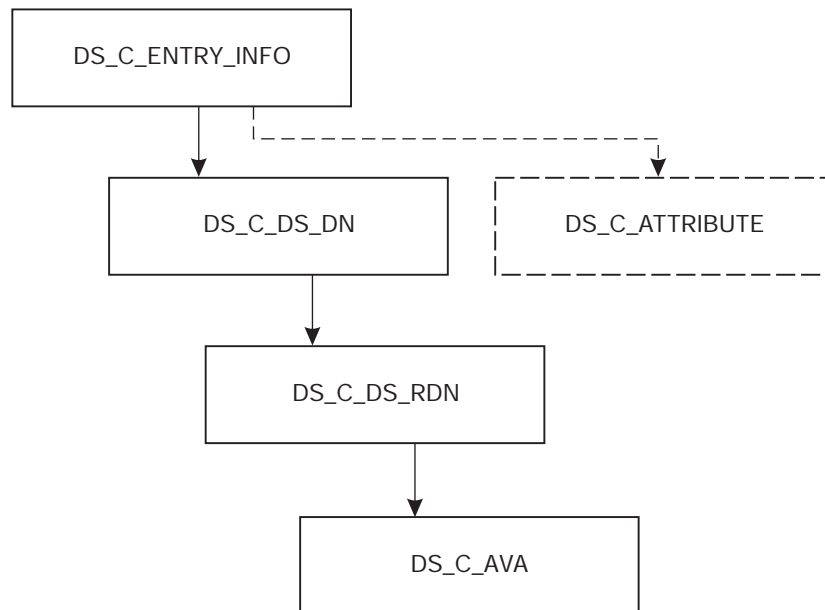 DS_C_ENTRY_INFO
DS_C_DS_DN
DS_C_ATTRIBUTE
DS_C_DS_RDN
DS_C_AVA